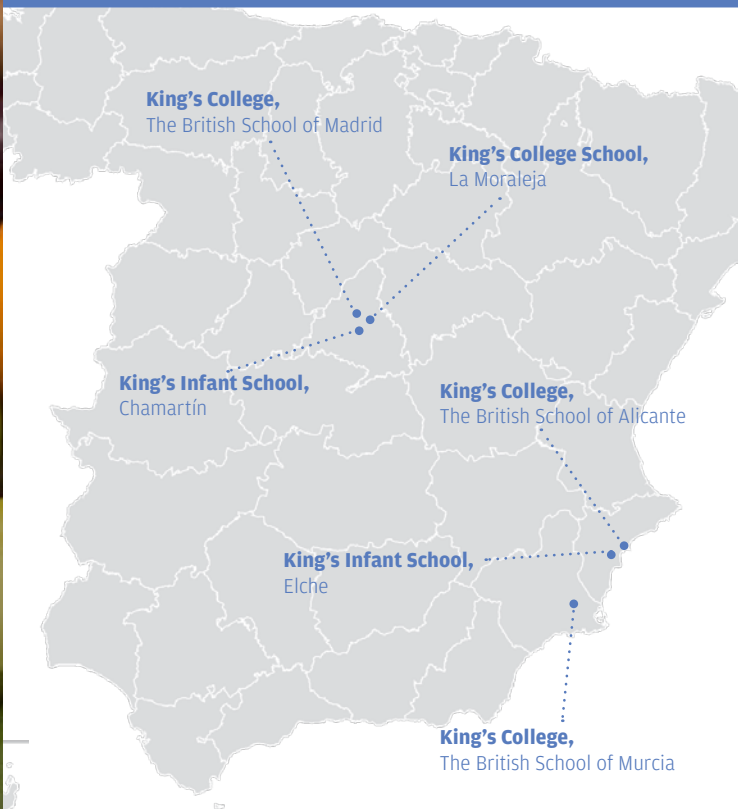 King's College,
The British School of Madrid
King's College School,
La Moraleja
King's Infant School,
Chamartín
King's College,
The British School of Alicante
King's Infant School,
Elche
King's College,
The British School of Murcia